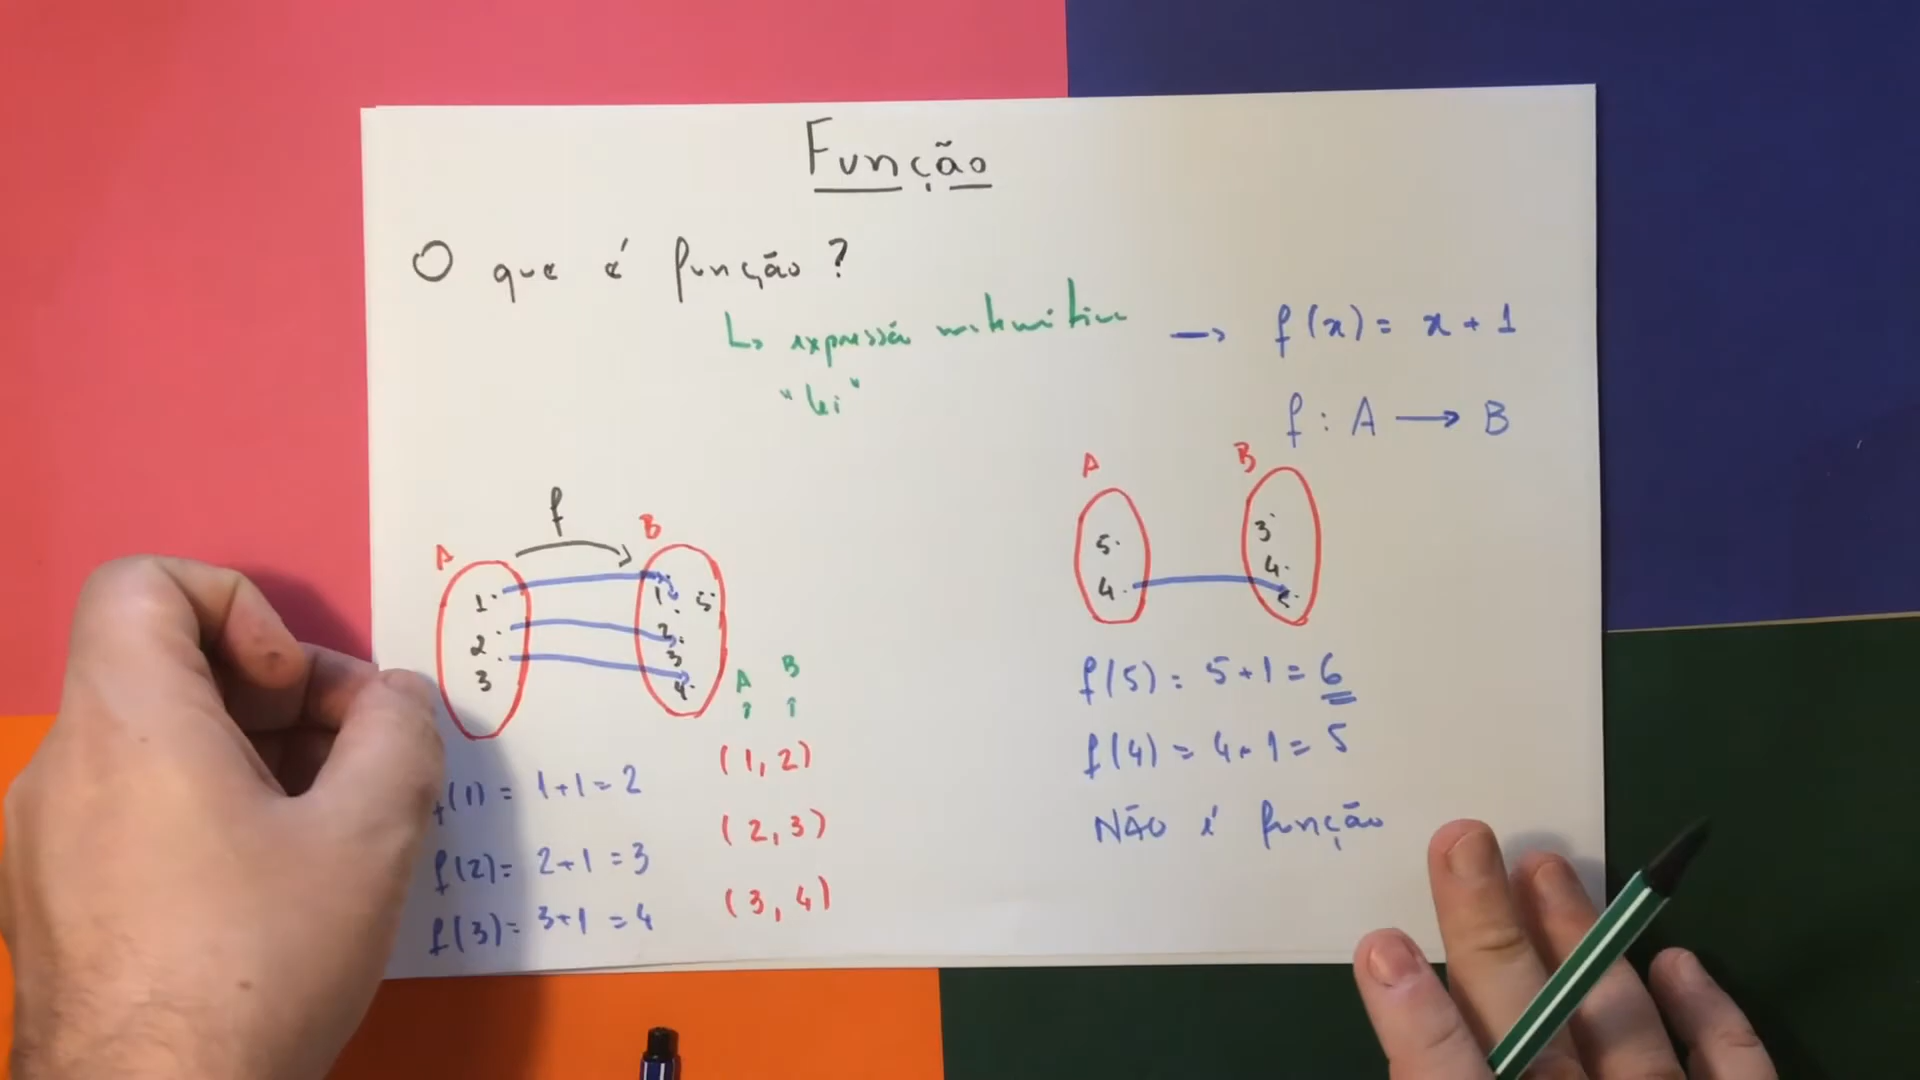 Função
O que é função?
↳ expressão matemática → f(x) = x + 1
"lei"
f : A → B
f
A B
1 1 5
2 2
3 3
4
A B
5 3
4 4
5
f(1) = 1+1 = 2
f(2) = 2+1 = 3
f(3) = 3+1 = 4
A B
↑ ↑
(1, 2)
(2, 3)
(3, 4)
f(5) = 5+1 = 6
f(4) = 4+1 = 5
NÃO é função